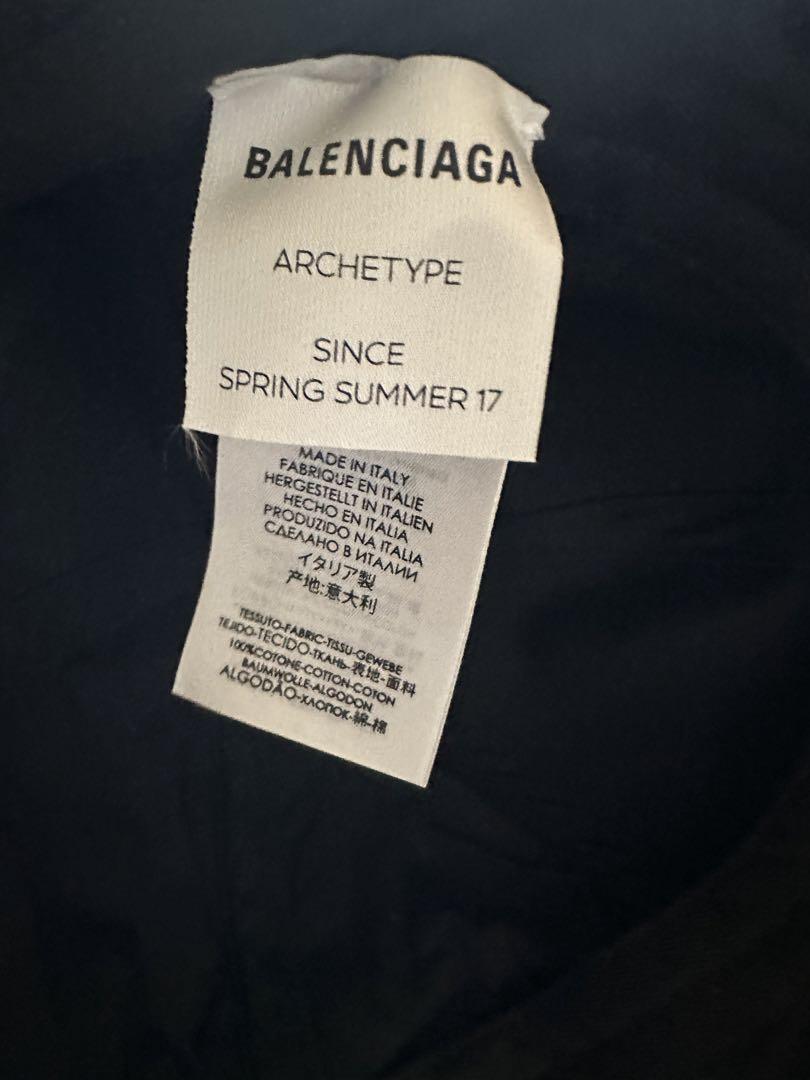 BALENCIAGA
ARCHETYPE
SINCE
SPRING SUMMER 17
MADE IN ITALY
FABRIQUE EN ITALIE
HERGESTELLT IN ITALIEN
HECHO EN ITALIA
PRODUZIDO NA ITALIA
СДЕЛАНО В ИТАЛИИ
イタリア製
产地:意大利
TESSUTO-FABRIC-TISSU-GEWEBE
TEJIDO-TECIDO-ТКАНЬ-表地-面料
100%COTONE-COTTON-COTON
BAUMWOLLE-ALGODON
ALGODÃO-ХЛОПОК-綿-棉